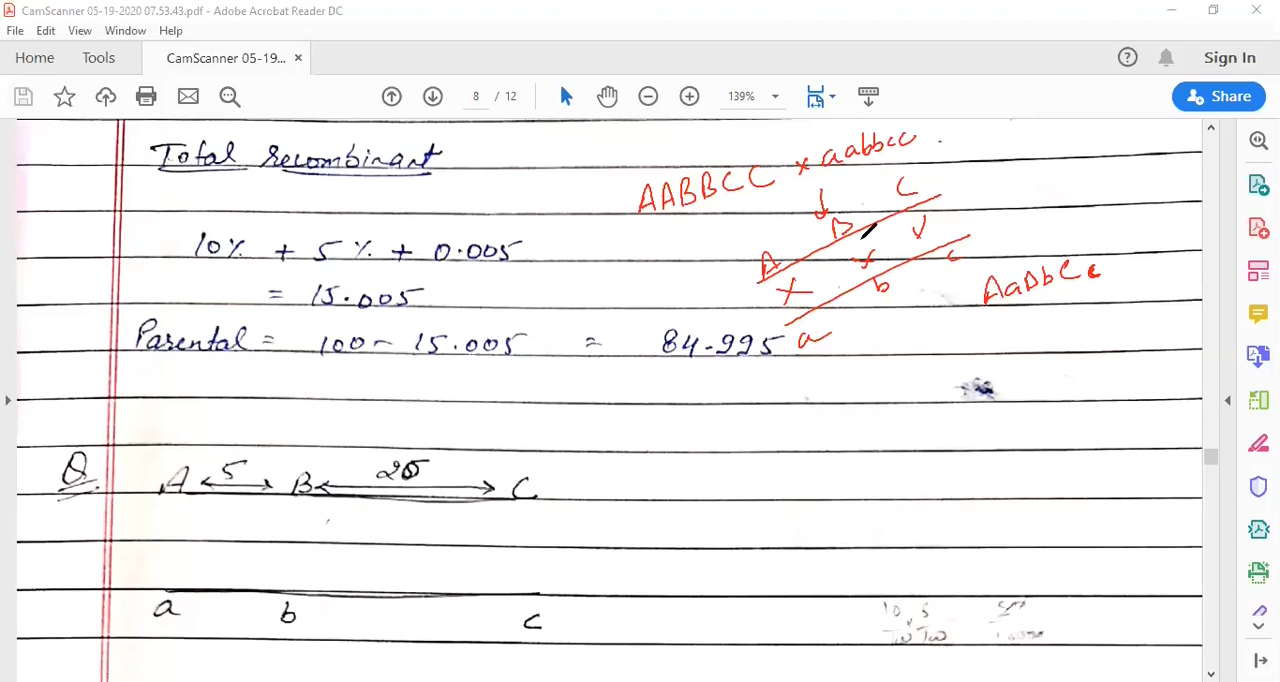 CamScanner 05-19-2020 07.53.43.pdf - Adobe Acrobat Reader DC
File Edit View Window Help
Home Tools CamScanner 05-19... × Sign In
8 / 12 139% Share
Total recombinant
AABBCC × aabbcc
10% + 5% + 0.005
= 15.005
A B C
a b c
AaBbCc
Parental = 100 - 15.005 = 84.995
Q A 5 B 20 C
a b c